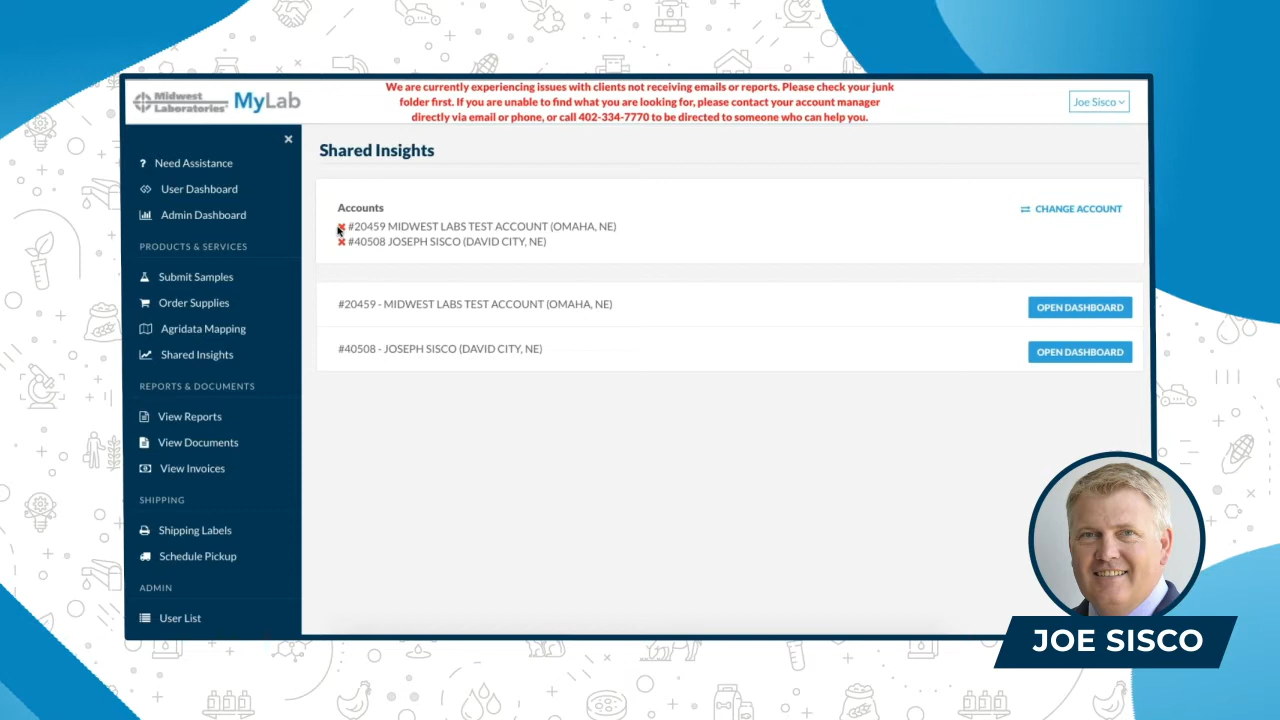 Midwest
Laboratories
MyLab
We are currently experiencing issues with clients not receiving emails or reports. Please check your junk
folder first. If you are unable to find what you are looking for, please contact your account manager
directly via email or phone, or call 402-334-7770 to be directed to someone who can help you.
Joe Sisco
Need Assistance
User Dashboard
Admin Dashboard
PRODUCTS & SERVICES
Submit Samples
Order Supplies
Agridata Mapping
Shared Insights
REPORTS & DOCUMENTS
View Reports
View Documents
View Invoices
SHIPPING
Shipping Labels
Schedule Pickup
ADMIN
User List
Shared Insights
Accounts
CHANGE ACCOUNT
#20459 MIDWEST LABS TEST ACCOUNT (OMAHA, NE)
#40508 JOSEPH SISCO (DAVID CITY, NE)
#20459 - MIDWEST LABS TEST ACCOUNT (OMAHA, NE)
OPEN DASHBOARD
#40508 - JOSEPH SISCO (DAVID CITY, NE)
OPEN DASHBOARD
JOE SISCO